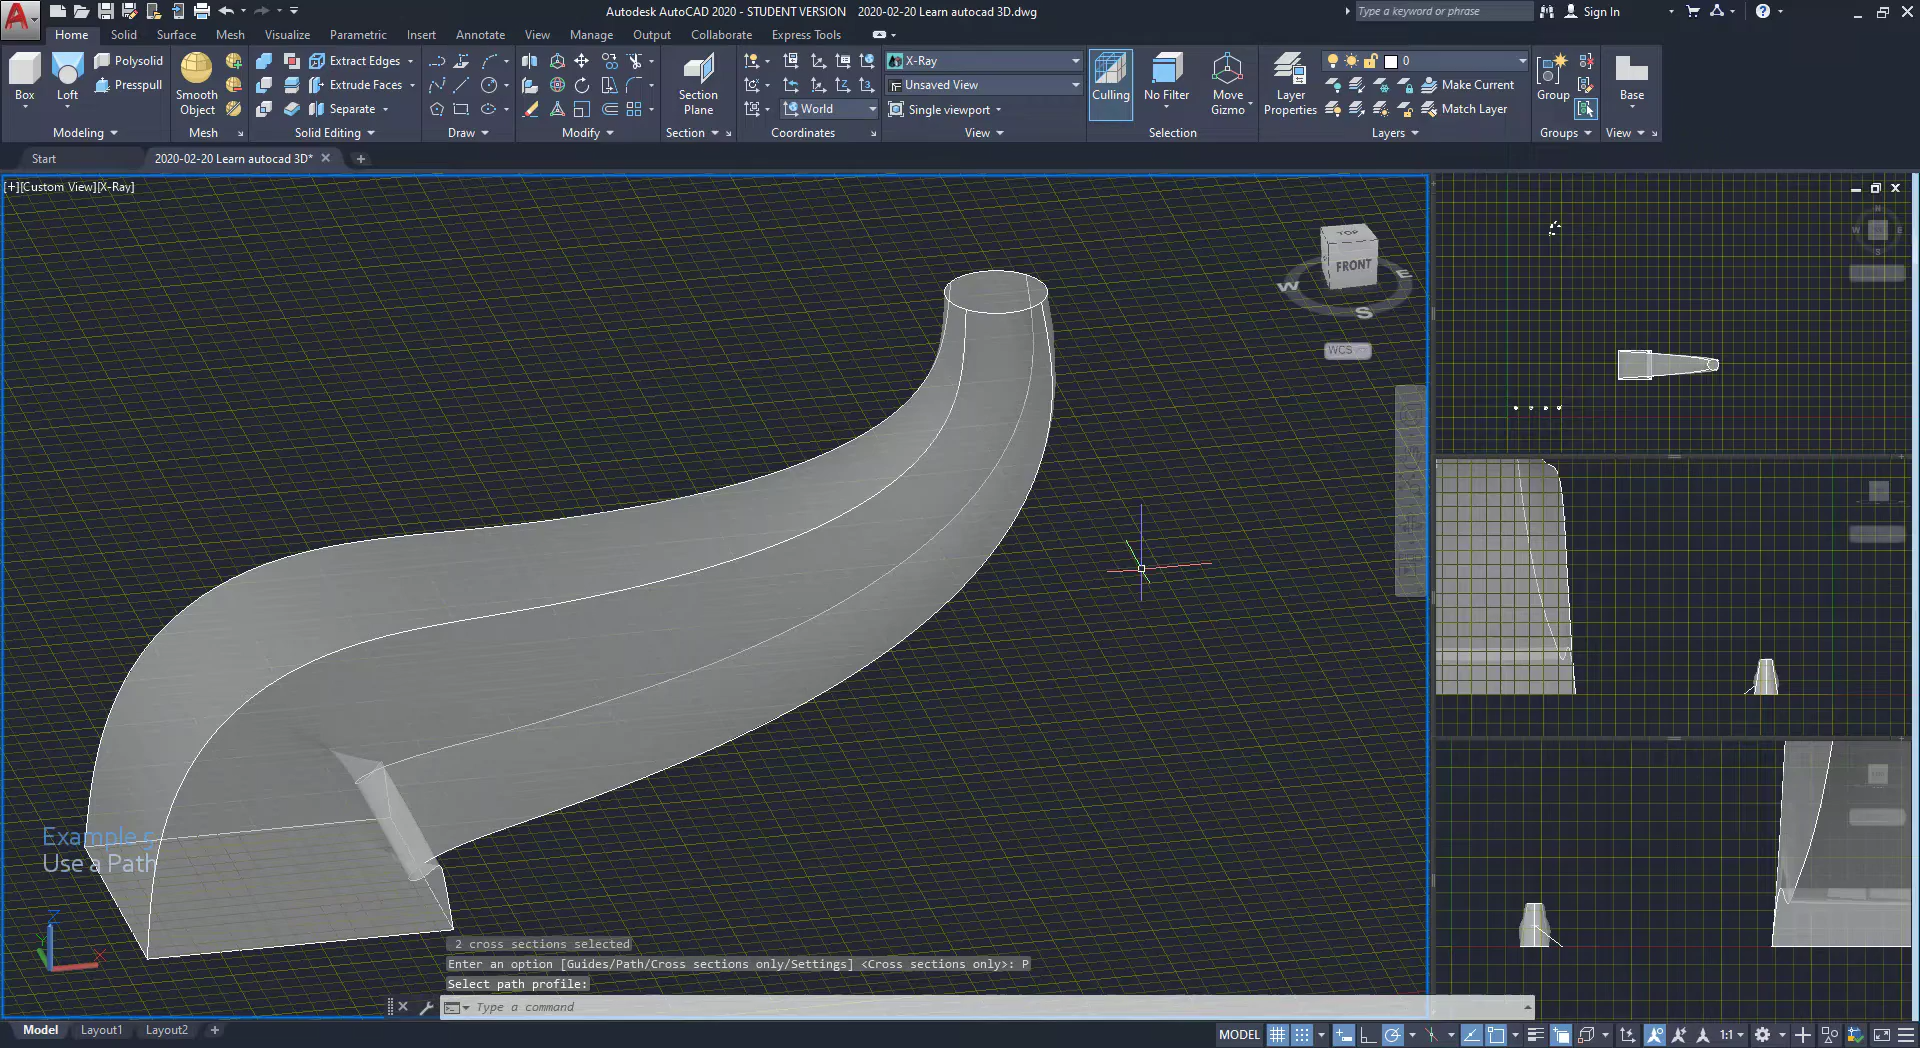 Autodesk AutoCAD 2020 - STUDENT VERSION 2020-02-20 Learn autocad 3D.dwg
Type a keyword or phrase
Sign In
Home Solid Surface Mesh Visualize Parametric Insert Annotate View Manage Output Collaborate Express Tools
Box
Loft
Polysolid
Presspull
Modeling
Smooth
Object
Mesh
Extract Edges
Extrude Faces
Separate
Solid Editing
Draw
Modify
Section
Plane
Section
World
Coordinates
X-Ray
Unsaved View
Single viewport
View
Culling
No Filter
Move
Gizmo
Selection
Layer
Properties
0
Make Current
Match Layer
Layers
Group
Groups
Base
View
Start
2020-02-20 Learn autocad 3D*
[+][Custom View][X-Ray]
TOP
FRONT
W
E
S
WCS
N
W
E
S
Example 5
Use a Path
Z
X
2 cross sections selected
Enter an option [Guides/Path/Cross sections only/Settings] <Cross sections only>: P
Select path profile:
Type a command
Model Layout1 Layout2
MODEL
1:1